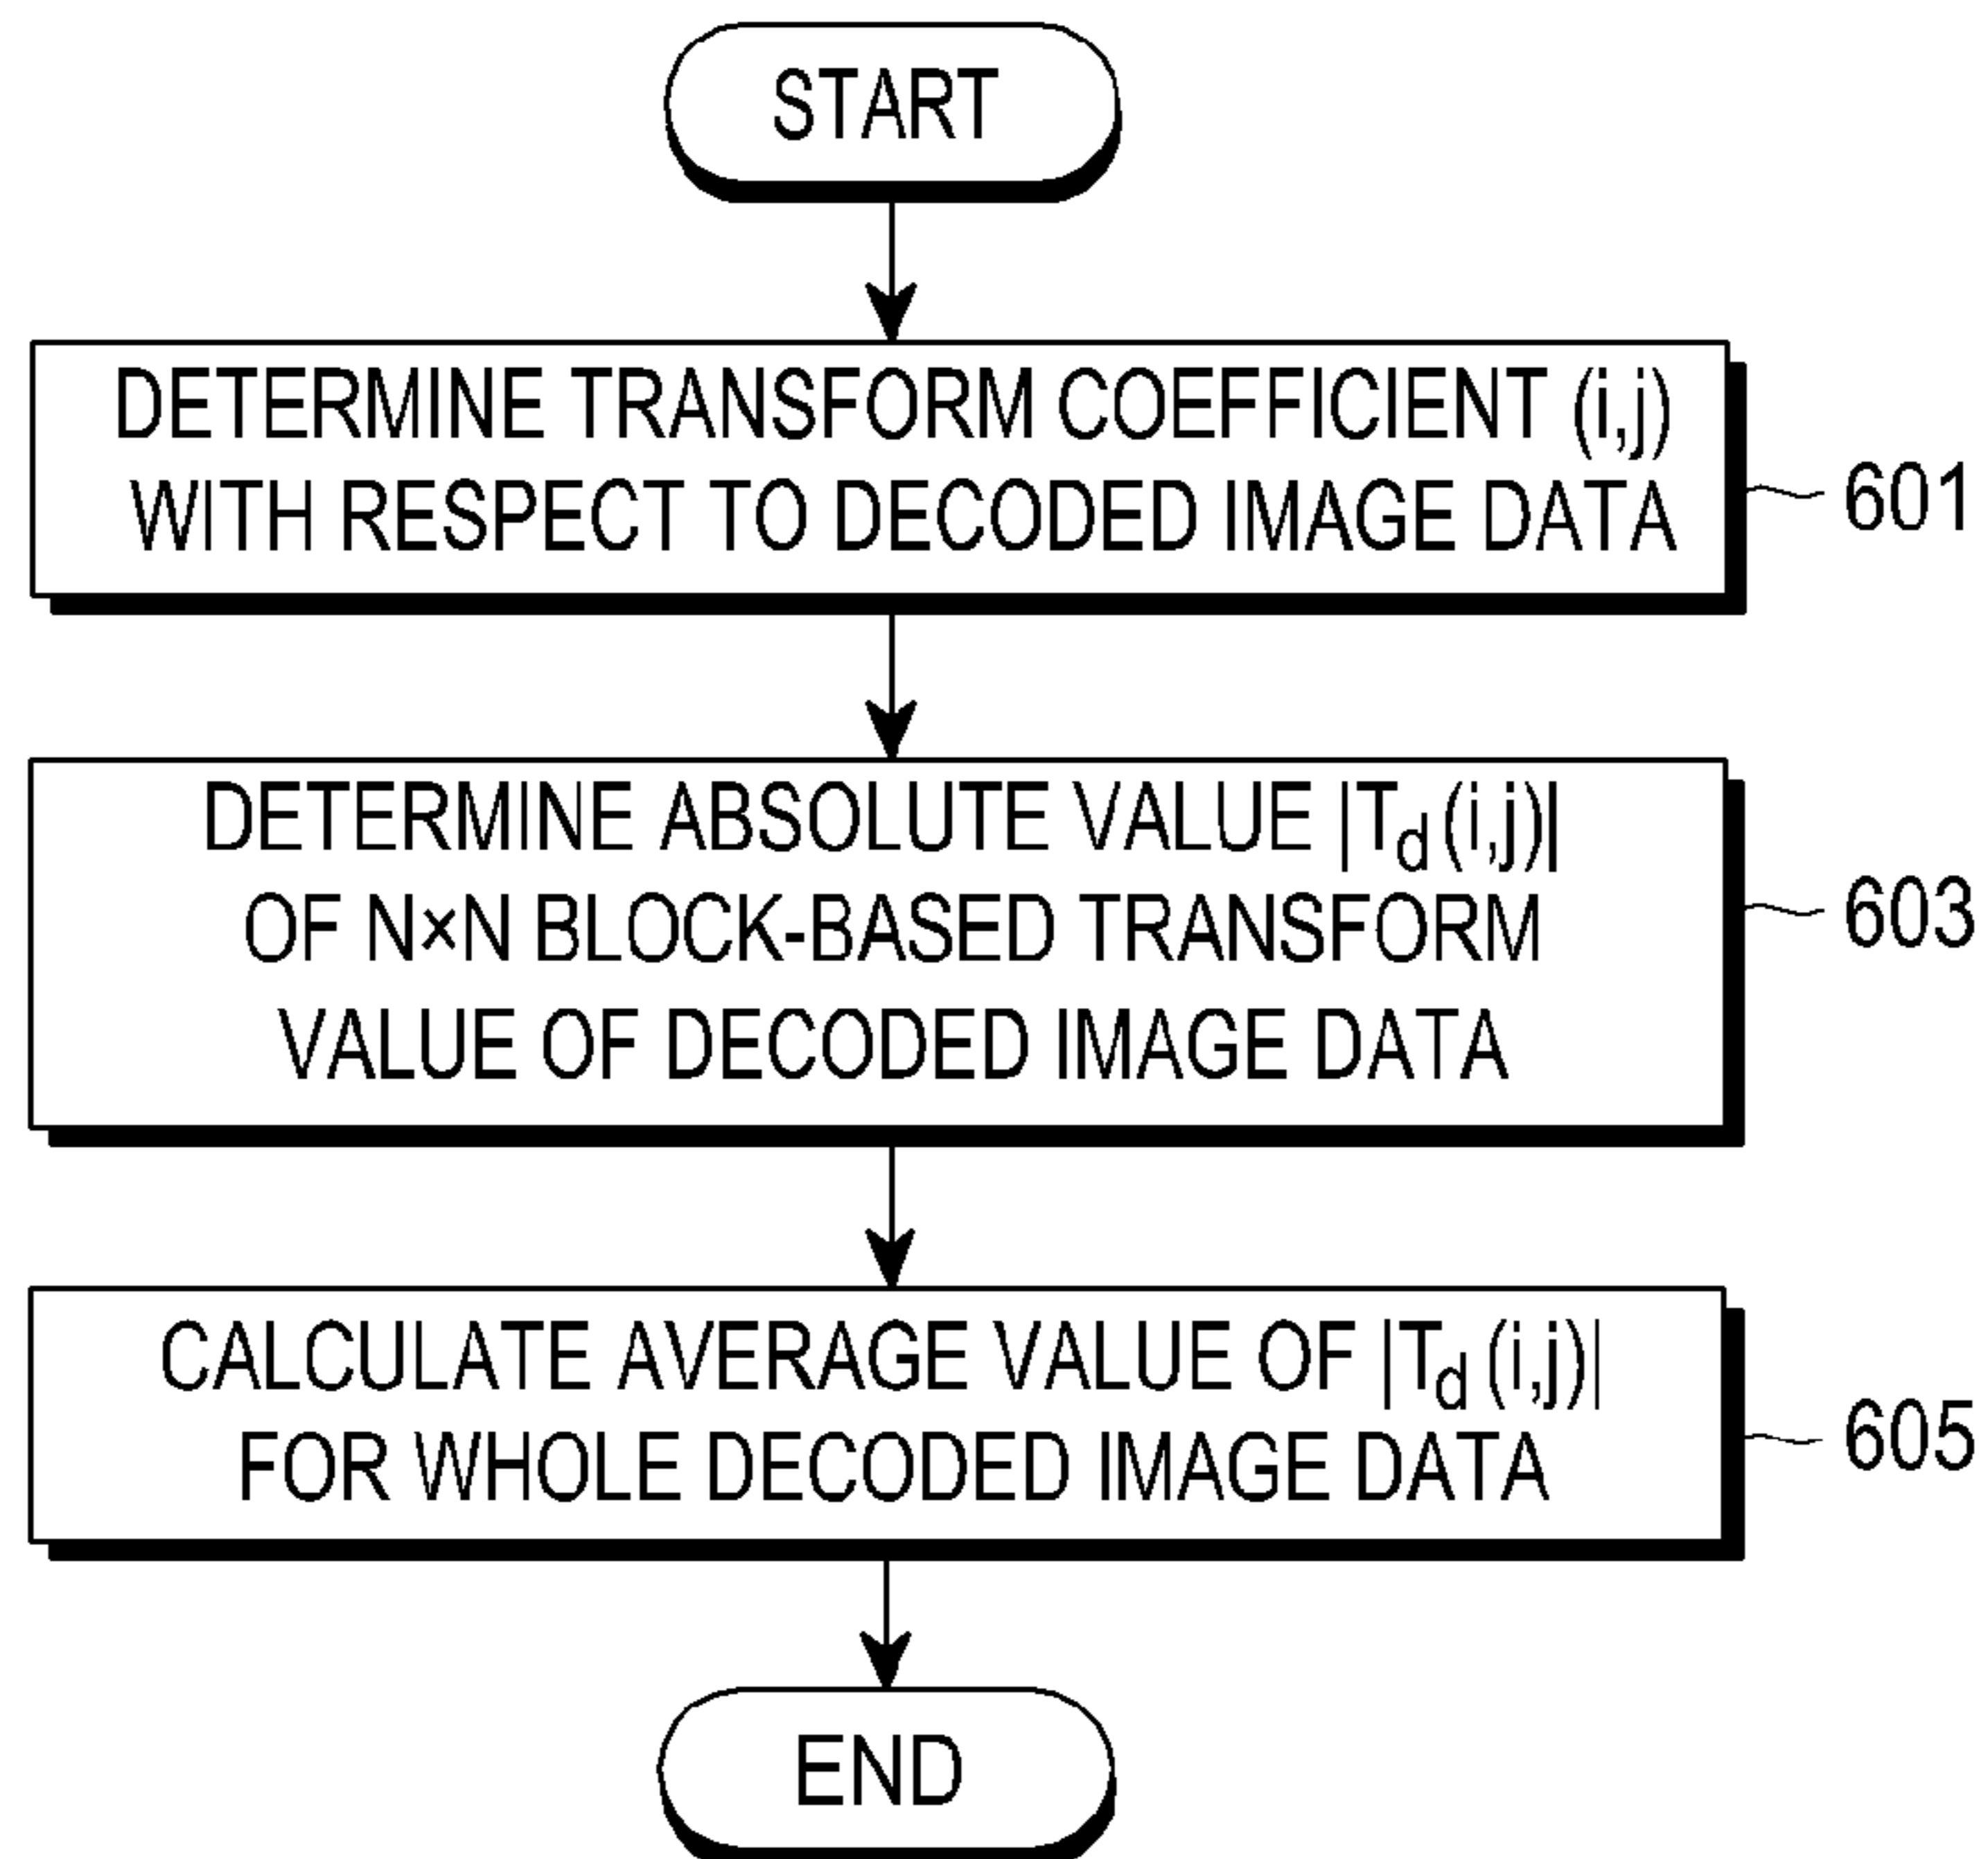 START
DETERMINE TRANSFORM COEFFICIENT (i,j)
WITH RESPECT TO DECODED IMAGE DATA
601
DETERMINE ABSOLUTE VALUE |Td(i,j)|
OF N×N BLOCK-BASED TRANSFORM
VALUE OF DECODED IMAGE DATA
603
CALCULATE AVERAGE VALUE OF |Td(i,j)|
FOR WHOLE DECODED IMAGE DATA
605
END